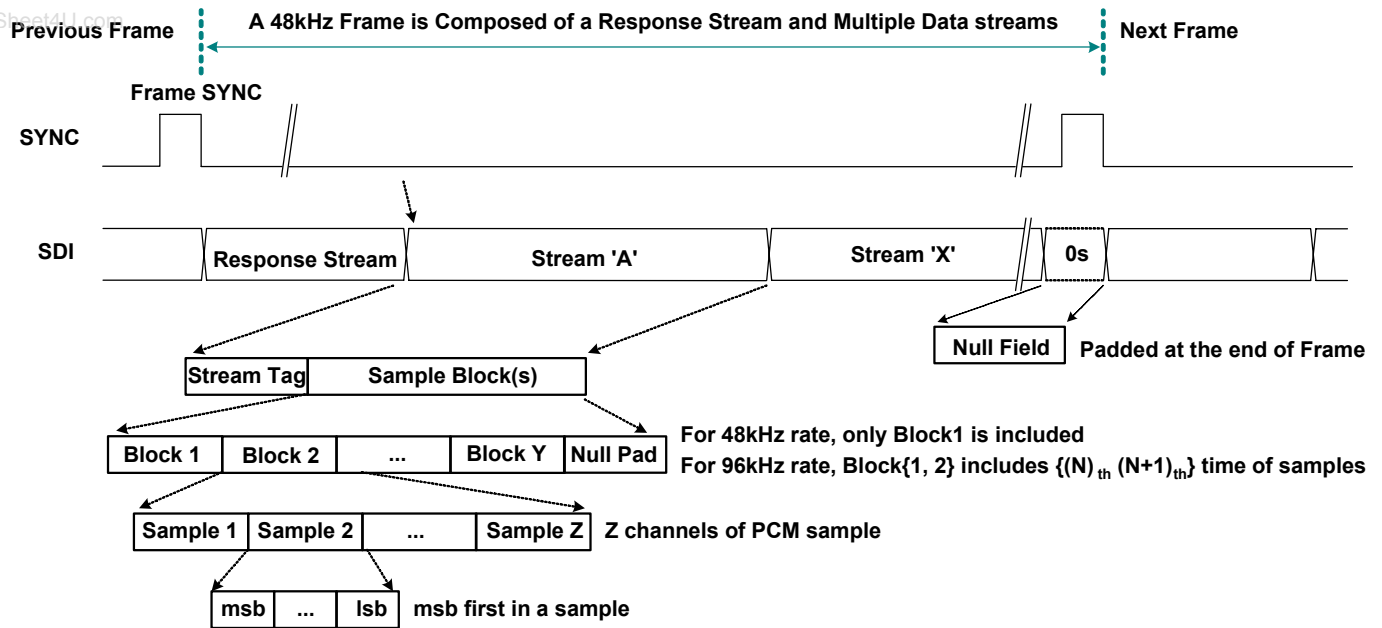 Sheet4U.com
Previous Frame
A 48kHz Frame is Composed of a Response Stream and Multiple Data streams
Next Frame
Frame SYNC
SYNC
SDI
Response Stream
Stream 'A'
Stream 'X'
0s
Null Field
Padded at the end of Frame
Stream Tag
Sample Block(s)
Block 1
Block 2
...
Block Y
Null Pad
For 48kHz rate, only Block1 is included
For 96kHz rate, Block{1, 2} includes {(N)th (N+1)th} time of samples
Sample 1
Sample 2
...
Sample Z
Z channels of PCM sample
msb
...
lsb
msb first in a sample